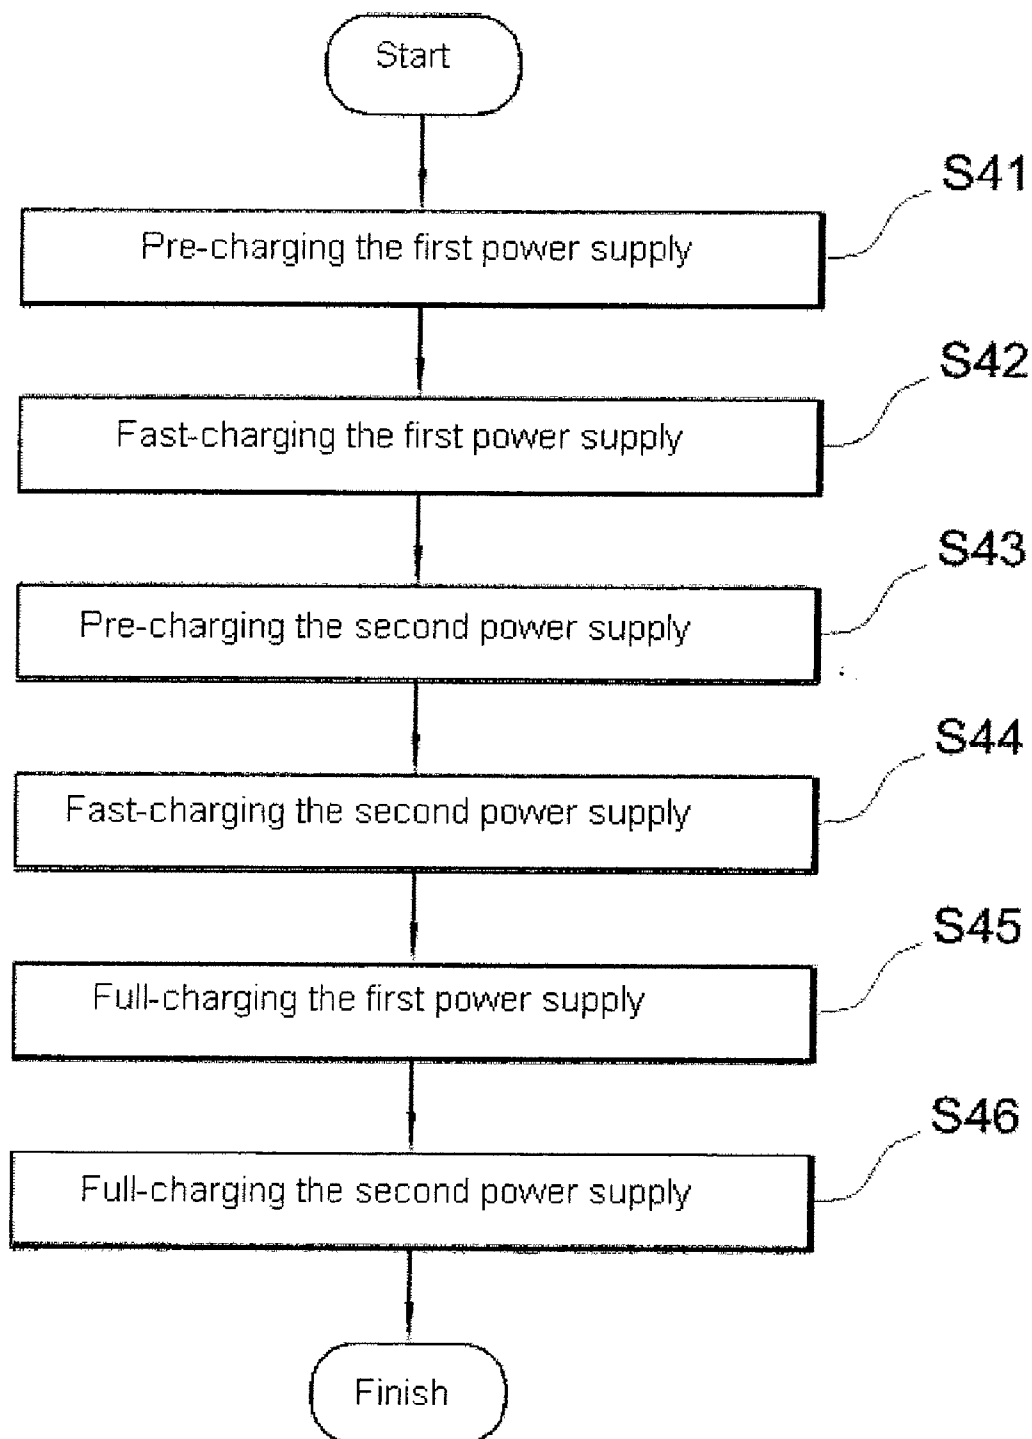 Start
S41
Pre-charging the first power supply
S42
Fast-charging the first power supply
S43
Pre-charging the second power supply
S44
Fast-charging the second power supply
S45
Full-charging the first power supply
S46
Full-charging the second power supply
Finish